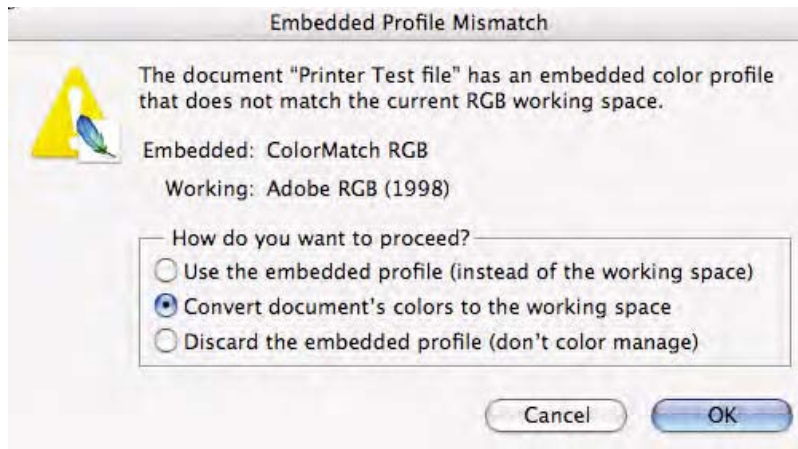 Embedded Profile Mismatch
The document “Printer Test file” has an embedded color profile
that does not match the current RGB working space.
Embedded: ColorMatch RGB
Working: Adobe RGB (1998)
How do you want to proceed?
Use the embedded profile (instead of the working space)
Convert document's colors to the working space
Discard the embedded profile (don't color manage)
Cancel OK